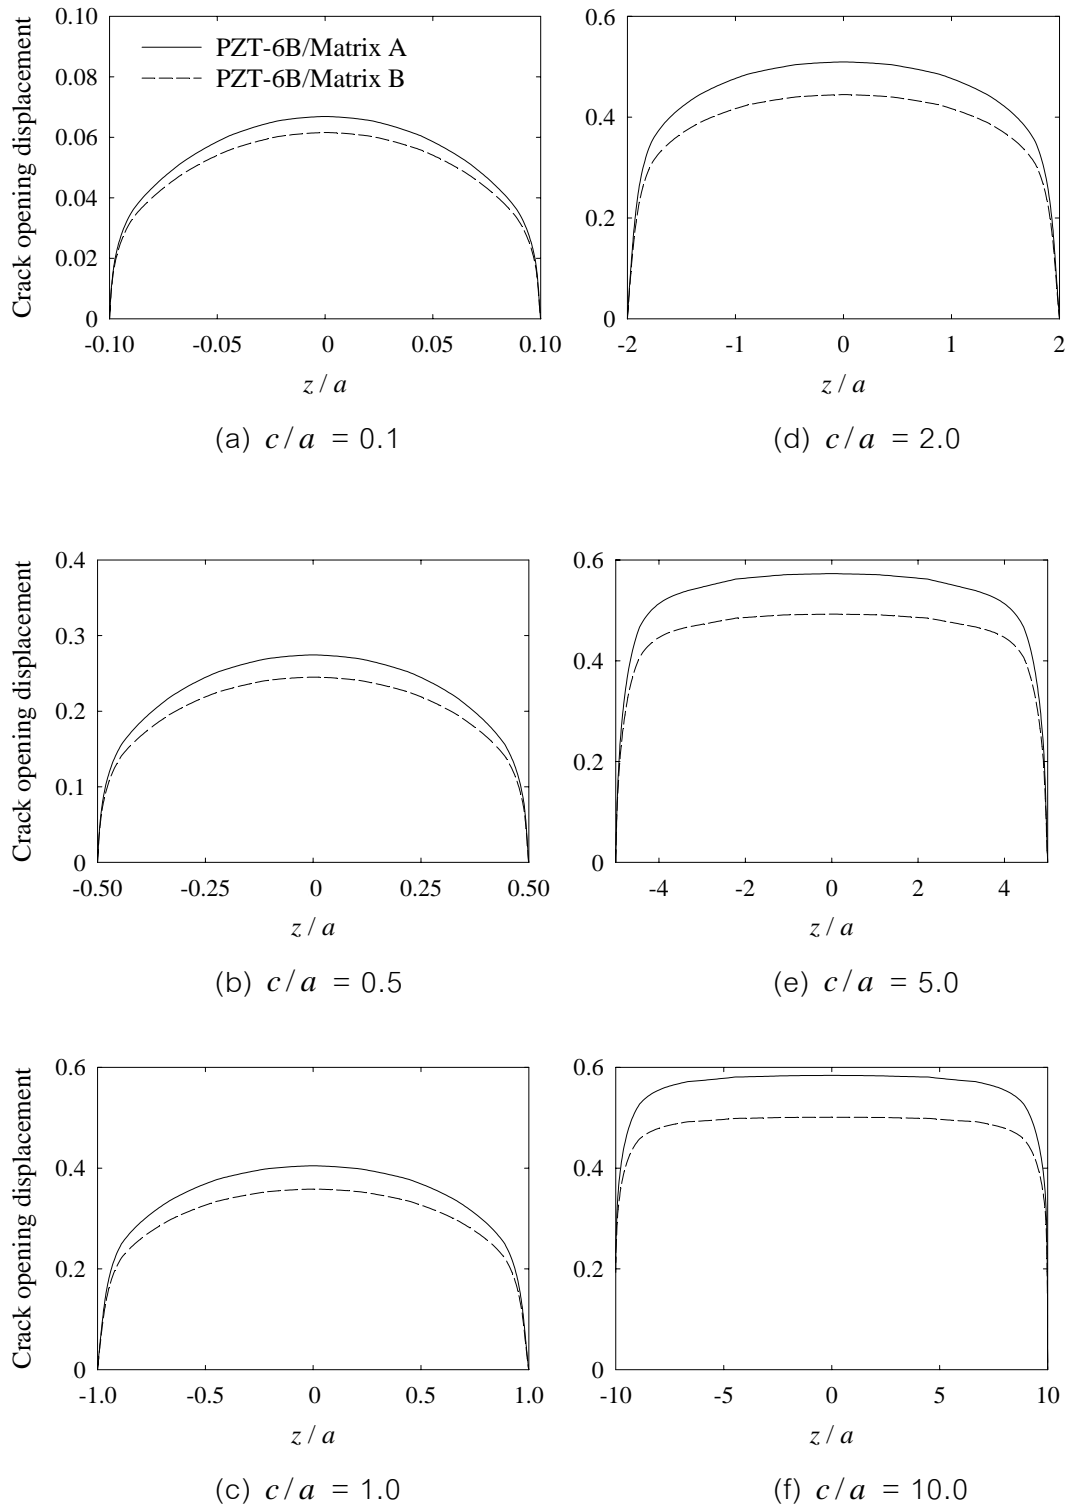 Crack opening displacement
0.10
0.08
0.06
0.04
0.02
0
PZT-6B/Matrix A
PZT-6B/Matrix B
-0.10 -0.05 0 0.05 0.10
z / a
(a) c/a = 0.1
0.6
0.4
0.2
0
-2 -1 0 1 2
z / a
(d) c/a = 2.0
Crack opening displacement
0.4
0.3
0.2
0.1
0
-0.50 -0.25 0 0.25 0.50
z / a
(b) c/a = 0.5
0.6
0.4
0.2
0
-4 -2 0 2 4
z / a
(e) c/a = 5.0
Crack opening displacement
0.6
0.4
0.2
0
-1.0 -0.5 0 0.5 1.0
z / a
(c) c/a = 1.0
0.6
0.4
0.2
0
-10 -5 0 5 10
z / a
(f) c/a = 10.0